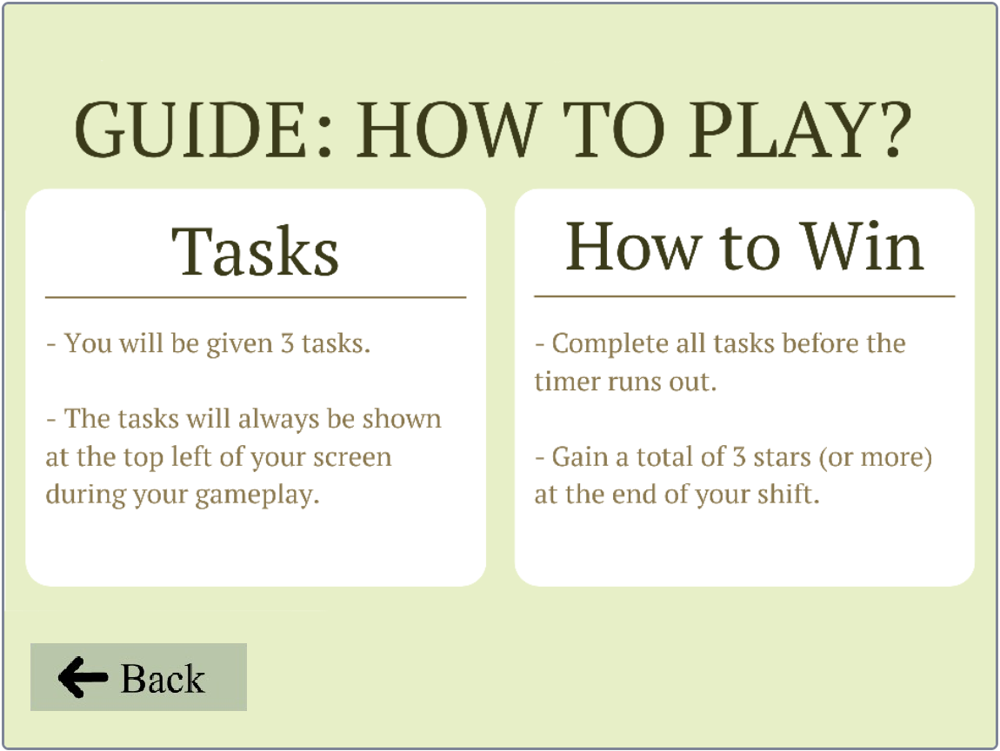 GUIDE: HOW TO PLAY?
Tasks
- You will be given 3 tasks.
- The tasks will always be shown
at the top left of your screen
during your gameplay.
How to Win
- Complete all tasks before the
timer runs out.
- Gain a total of 3 stars (or more)
at the end of your shift.
Back